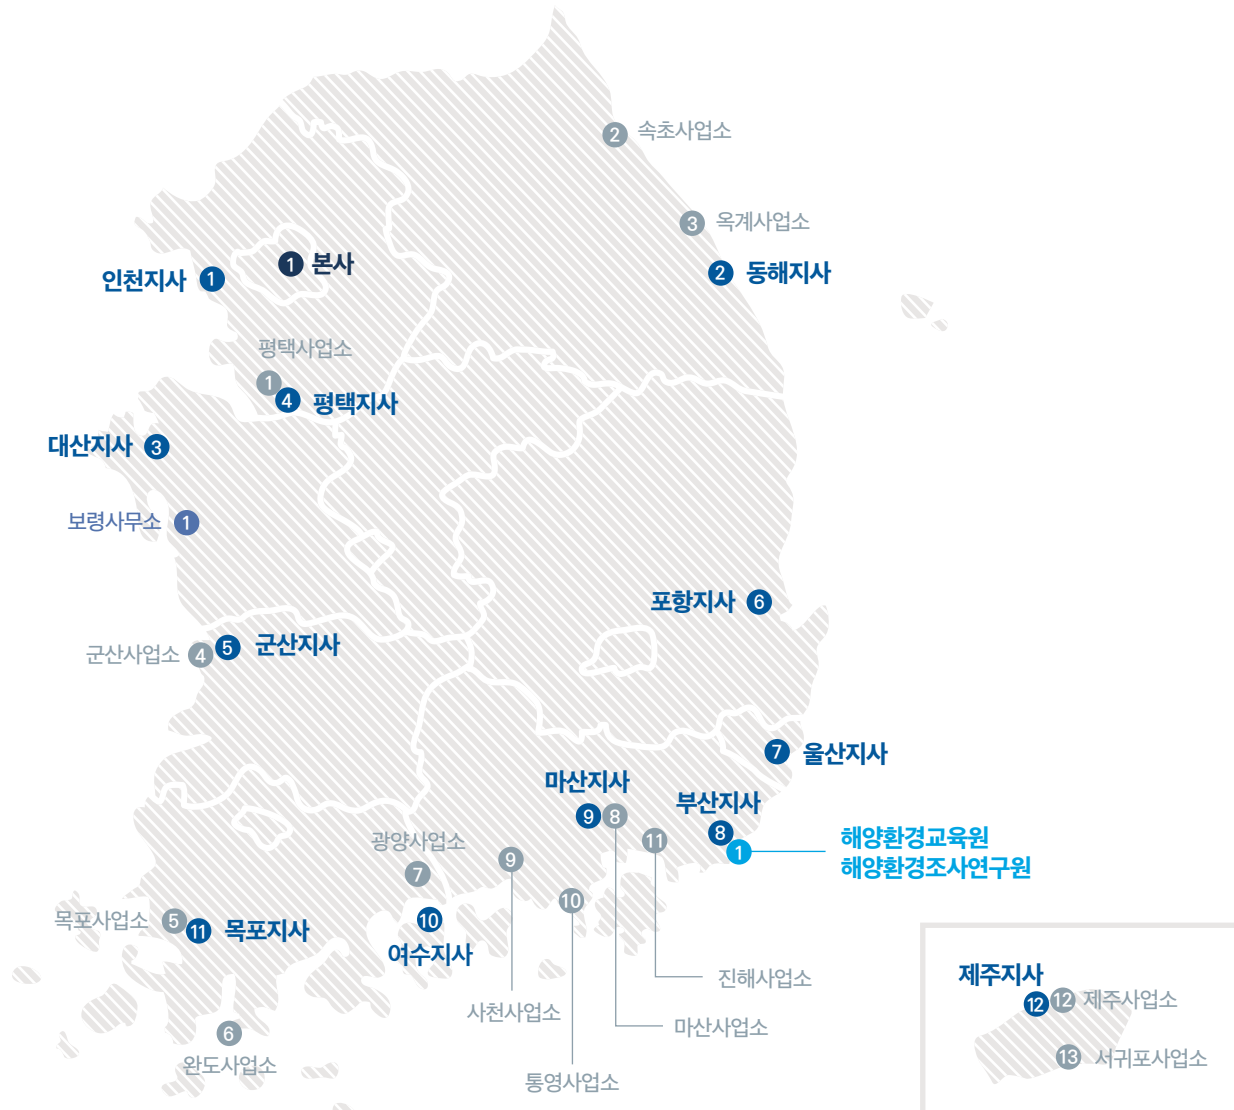 2 속초사업소
3 옥계사업소
1 본사
인천지사 1
2 동해지사
평택사업소
1
4 평택지사
대산지사 3
보령사무소 1
포항지사 6
군산사업소 4
5 군산지사
7 울산지사
마산지사
9 8
부산지사
8
1
해양환경교육원
해양환경조사연구원
광양사업소
7
9
11
10
목포사업소 5
11 목포지사
10
여수지사
진해사업소
사천사업소
마산사업소
6
완도사업소
통영사업소
제주지사
12 12 제주사업소
13 서귀포사업소